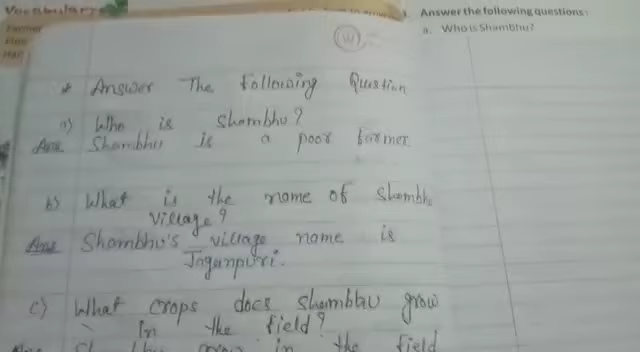 Vocabulary
Answer the following questions:
a. Who is Shambhu?
Answer The following Question
a) Who is Shambhu?
Ans Shambhu is a poor farmer
b) What is the name of Shambhu
village?
Ans Shambhu's village name is
Jaganpuri.
c) What crops does Shambhu grow
in the field?
in the field